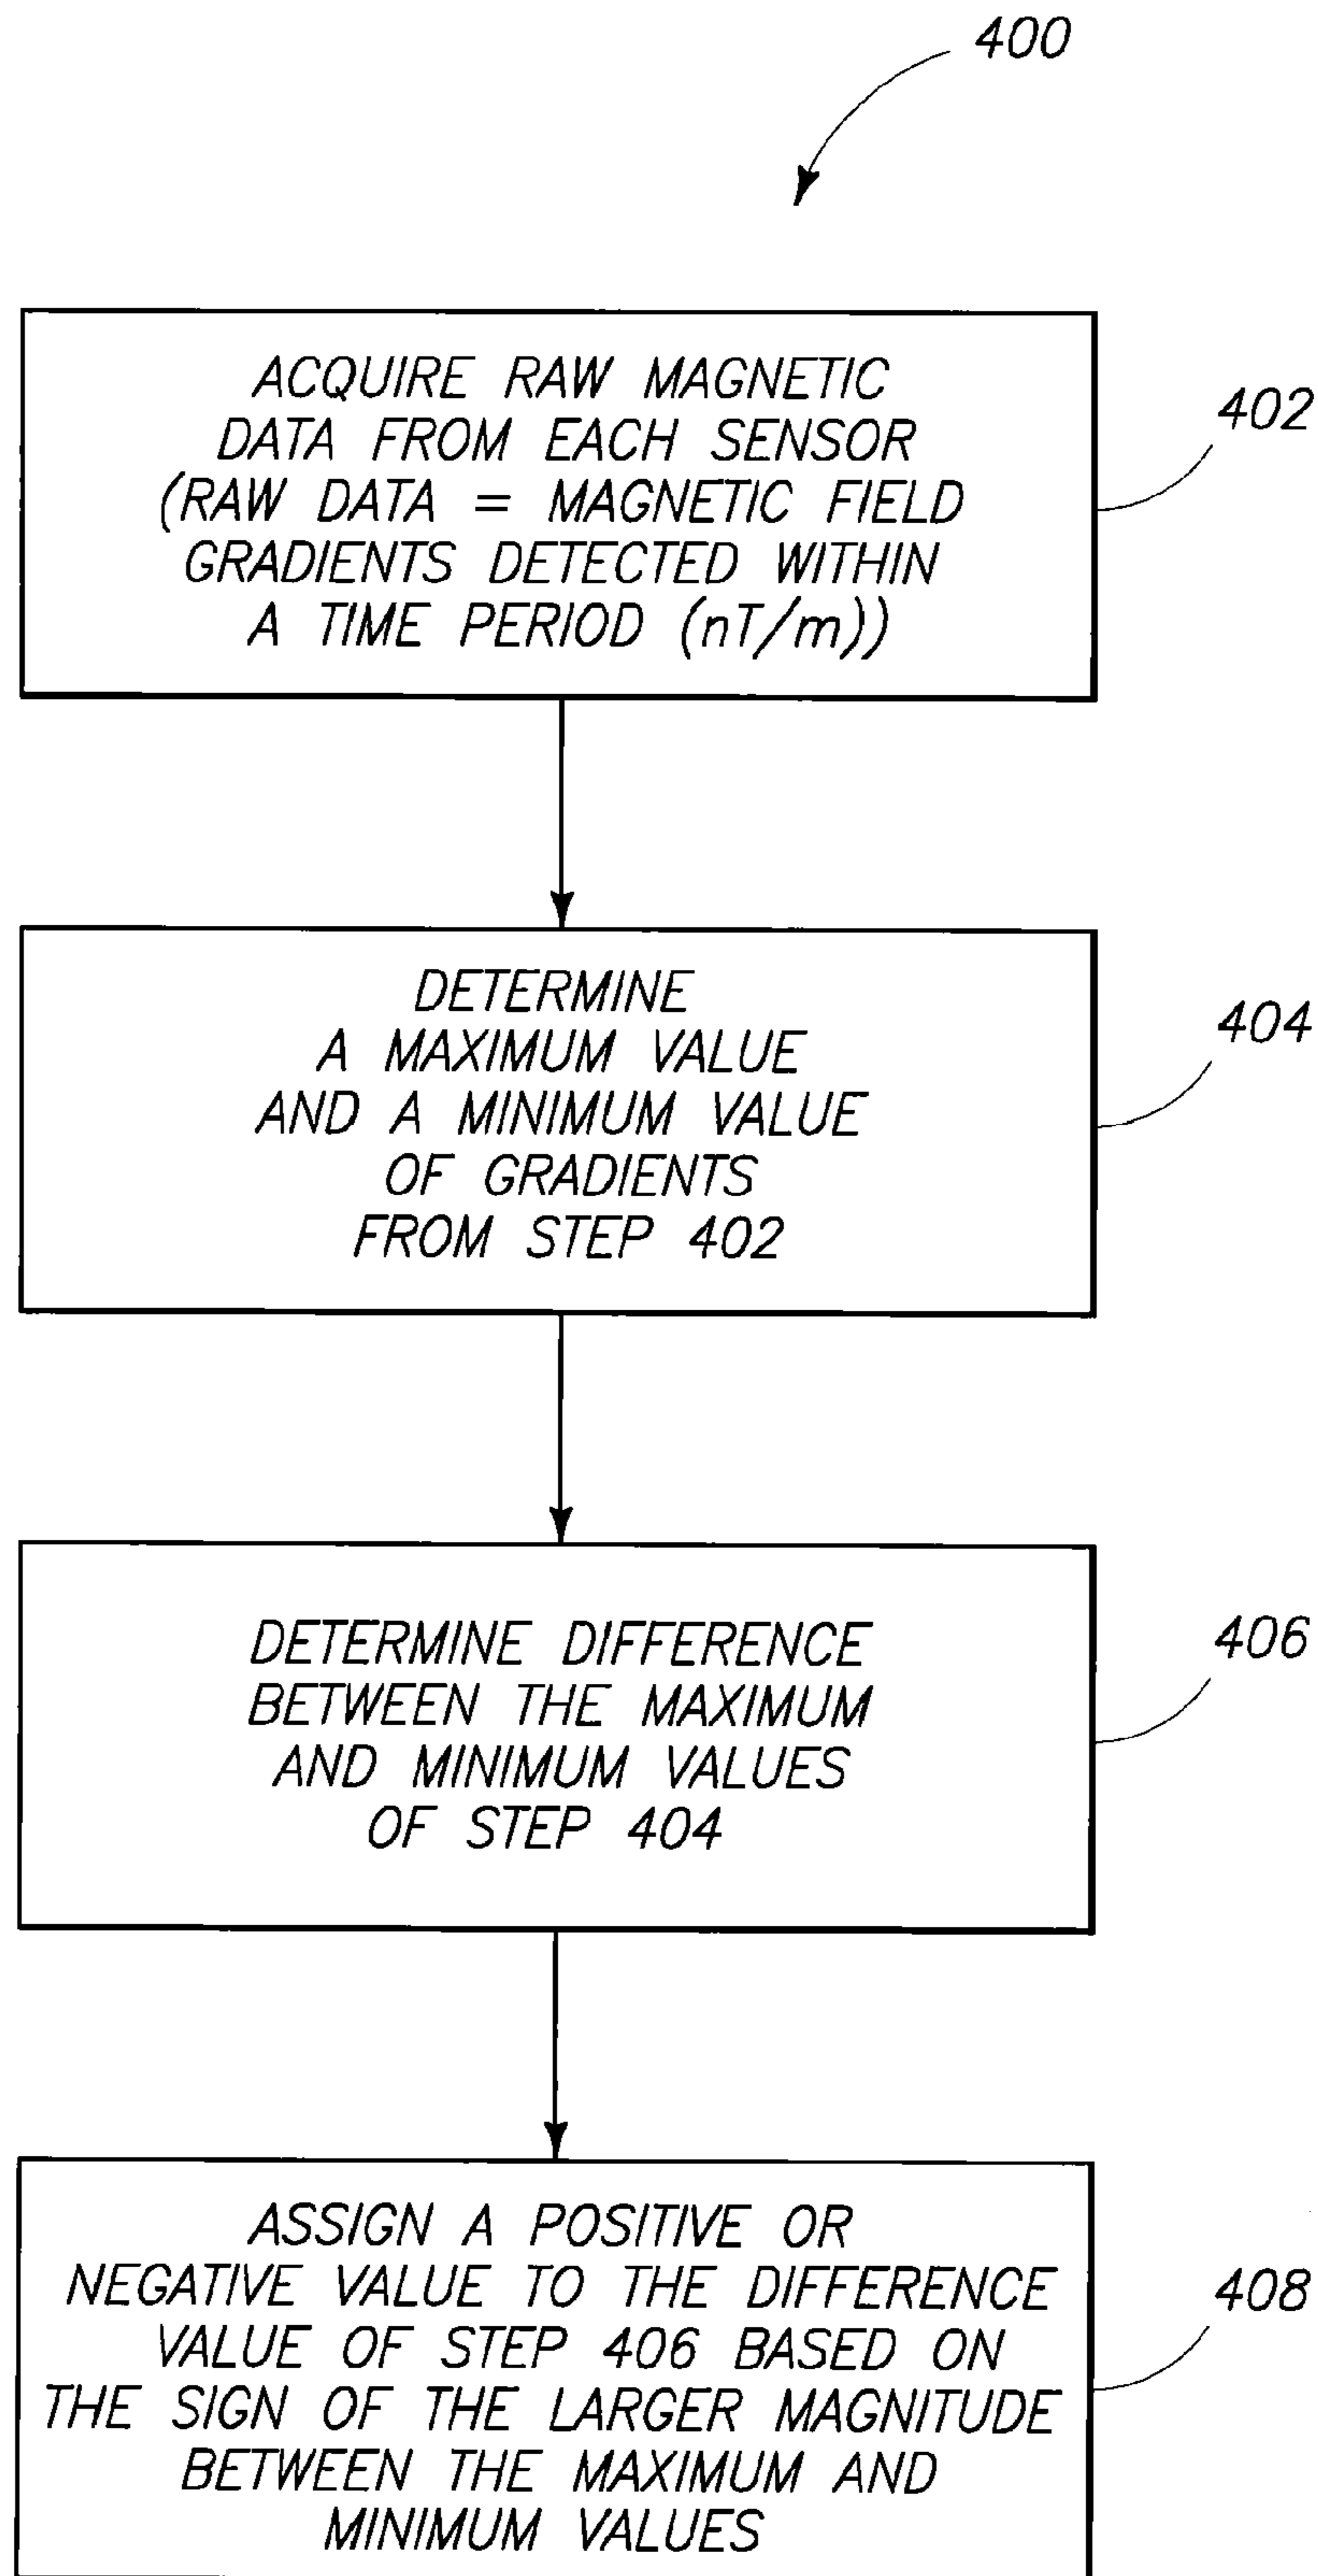 400
ACQUIRE RAW MAGNETIC
DATA FROM EACH SENSOR
(RAW DATA = MAGNETIC FIELD
GRADIENTS DETECTED WITHIN
A TIME PERIOD (nT/m))
402
DETERMINE
A MAXIMUM VALUE
AND A MINIMUM VALUE
OF GRADIENTS
FROM STEP 402
404
DETERMINE DIFFERENCE
BETWEEN THE MAXIMUM
AND MINIMUM VALUES
OF STEP 404
406
ASSIGN A POSITIVE OR
NEGATIVE VALUE TO THE DIFFERENCE
VALUE OF STEP 406 BASED ON
THE SIGN OF THE LARGER MAGNITUDE
BETWEEN THE MAXIMUM AND
MINIMUM VALUES
408